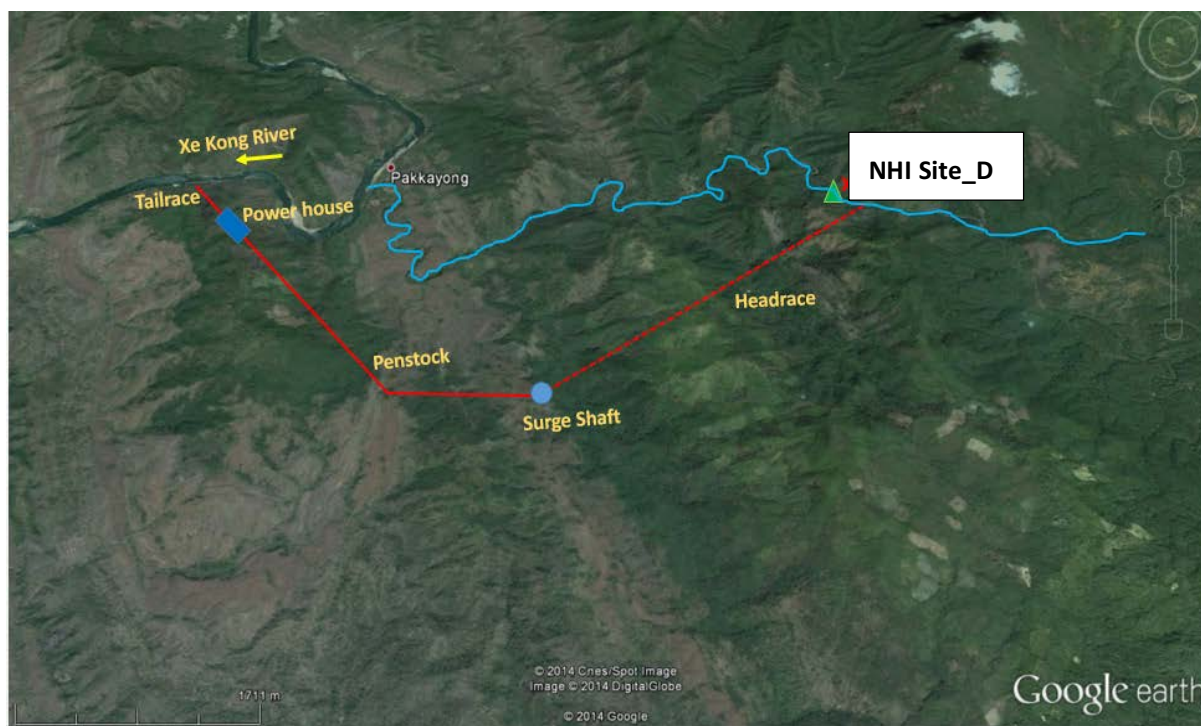 Xe Kong River
Pakkayong
NHI Site_D
Tailrace
Power house
Headrace
Penstock
Surge Shaft
© 2014 Cnes/Spot Image
Image © 2014 DigitalGlobe
1711 m
© 2014 Google
Google earth